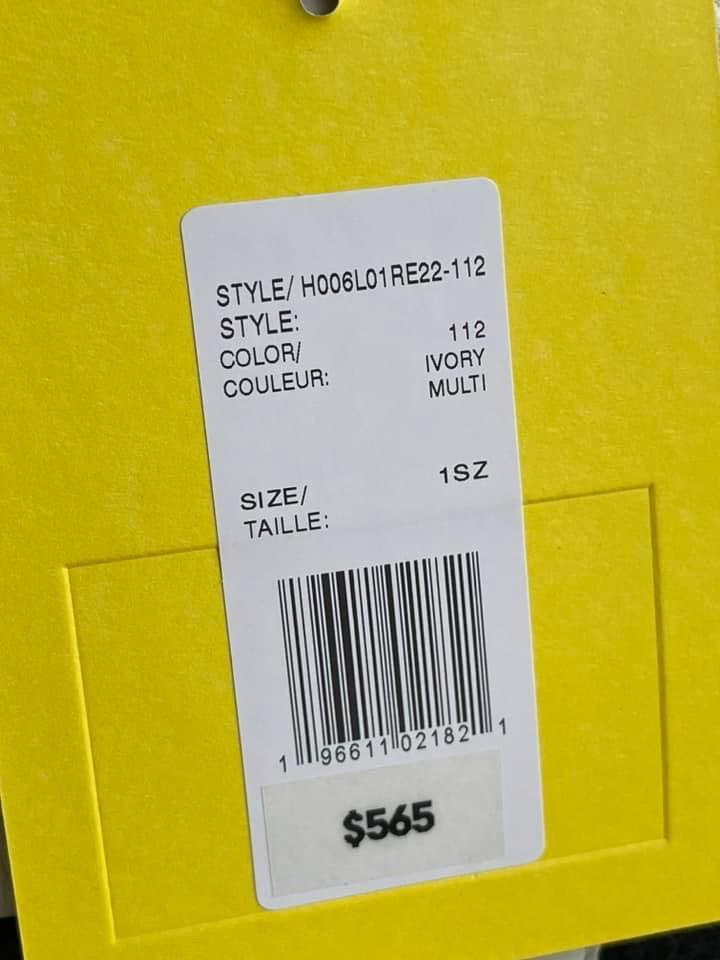 STYLE/ H006L01RE22-112
STYLE:
COLOR/ 112
COULEUR: IVORY
MULTI
SIZE/ 1SZ
TAILLE:
1 96611 02182 1
$565